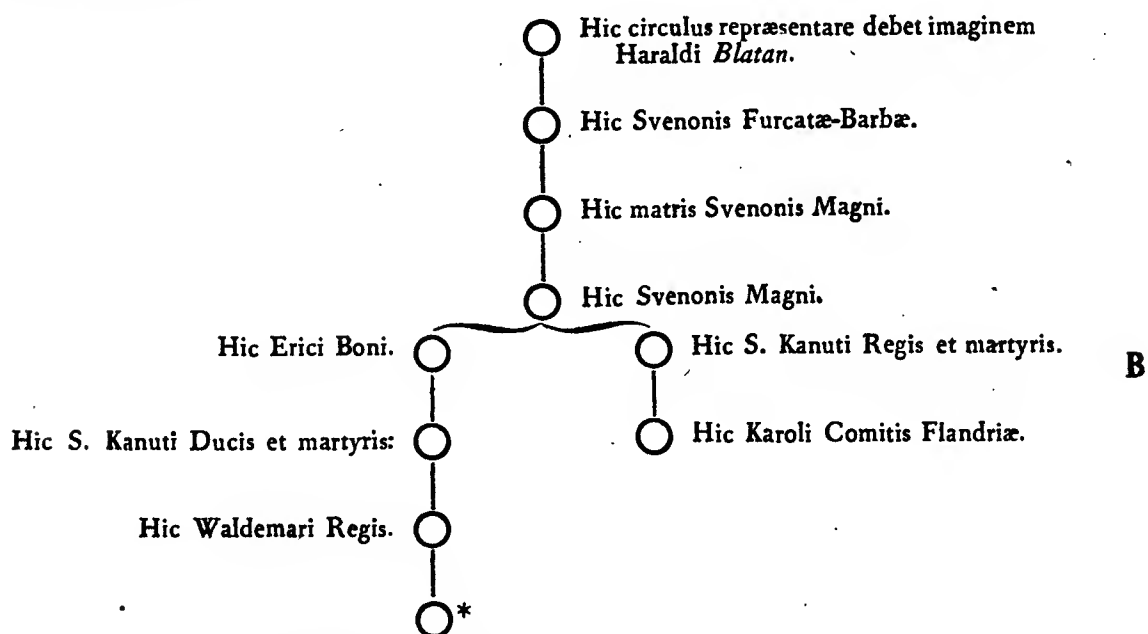 Hic circulus repræsentare debet imaginem
Haraldi Blatan.
Hic Svenonis Furcatæ-Barbæ.
Hic matris Svenonis Magni.
Hic Svenonis Magni.
Hic Erici Boni.
Hic S. Kanuti Regis et martyris.
B
Hic S. Kanuti Ducis et martyris:
Hic Karoli Comitis Flandriæ.
Hic Waldemari Regis.
*